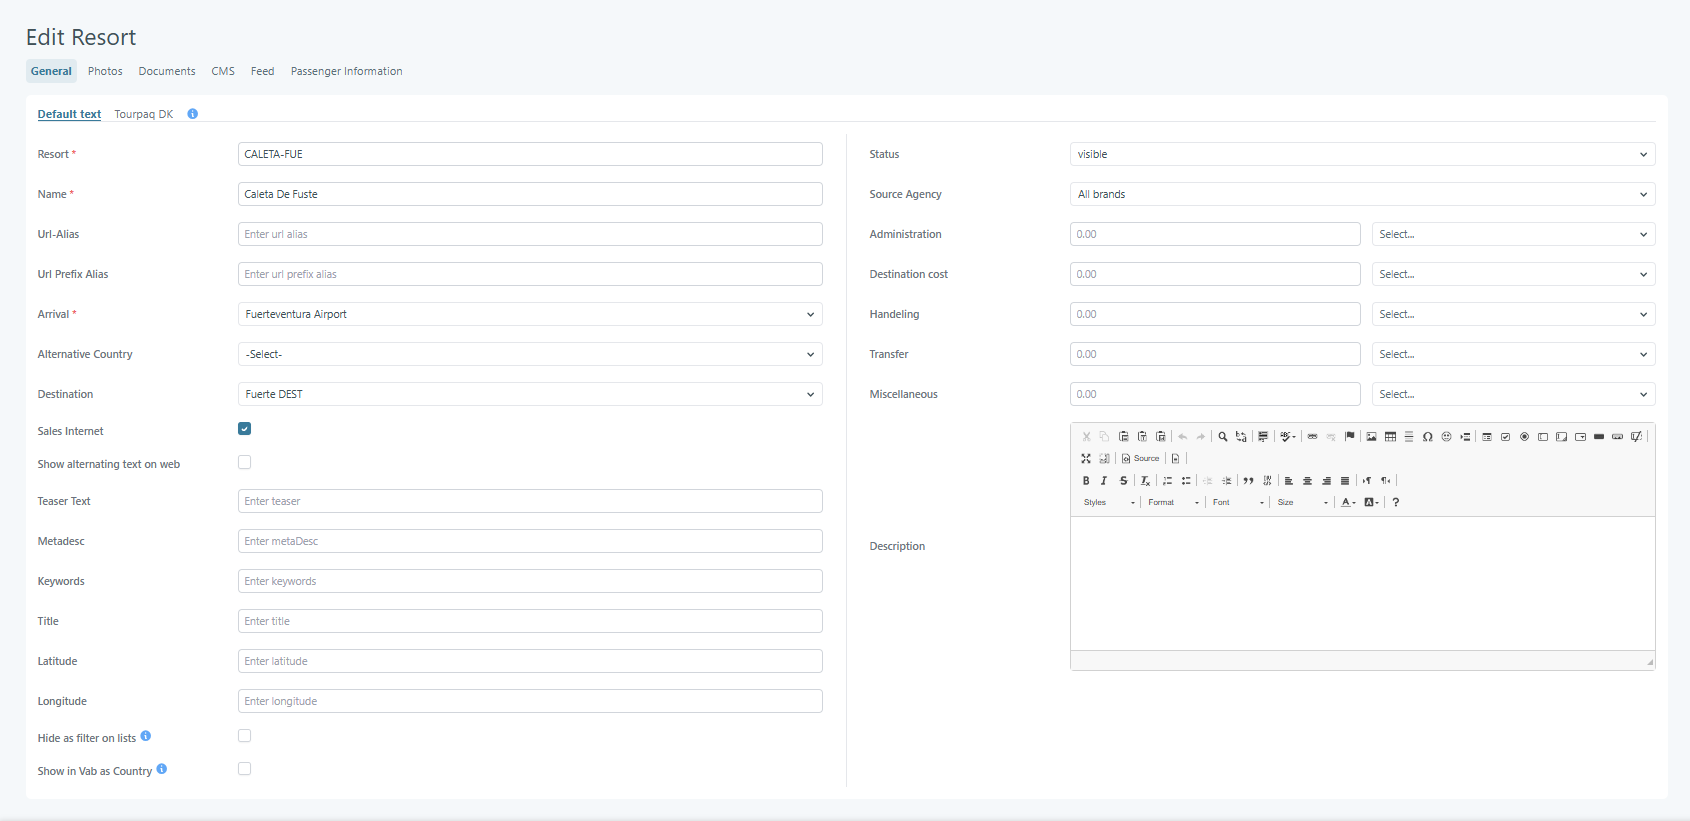 Edit Resort
General Photos Documents CMS Feed Passenger Information
Default text Tourpaq DK
Resort * CALETA-FUE
Name * Caleta De Fuste
Url-Alias Enter url alias
Url Prefix Alias Enter url prefix alias
Arrival * Fuerteventura Airport
Alternative Country -Select-
Destination Fuerte DEST
Sales Internet
Show alternating text on web
Teaser Text Enter teaser
Metadesc Enter metaDesc
Keywords Enter keywords
Title Enter title
Latitude Enter latitude
Longitude Enter longitude
Hide as filter on lists
Show in Vab as Country
Status visible
Source Agency All brands
Administration 0.00 Select...
Destination cost 0.00 Select...
Handeling 0.00 Select...
Transfer 0.00 Select...
Miscellaneous 0.00 Select...
Source
Styles Format Font Size
Description